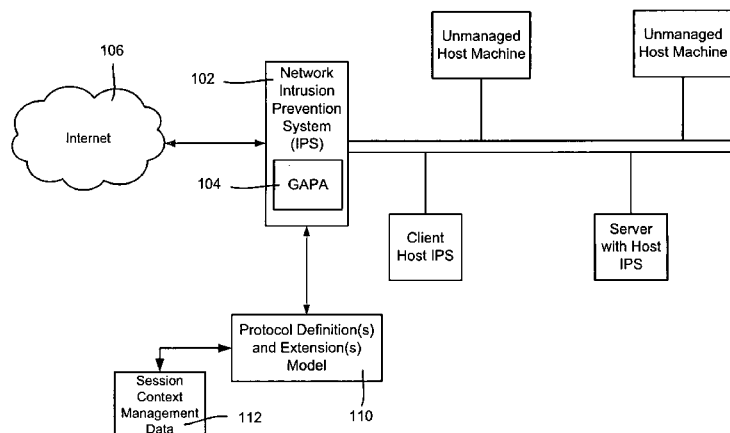 106
Internet
102
Network
Intrusion
Prevention
System
(IPS)
104
GAPA
Unmanaged
Host Machine
Unmanaged
Host Machine
Client
Host IPS
Server
with Host
IPS
Protocol Definition(s)
and Extension(s)
Model
110
Session
Context
Management
Data
112